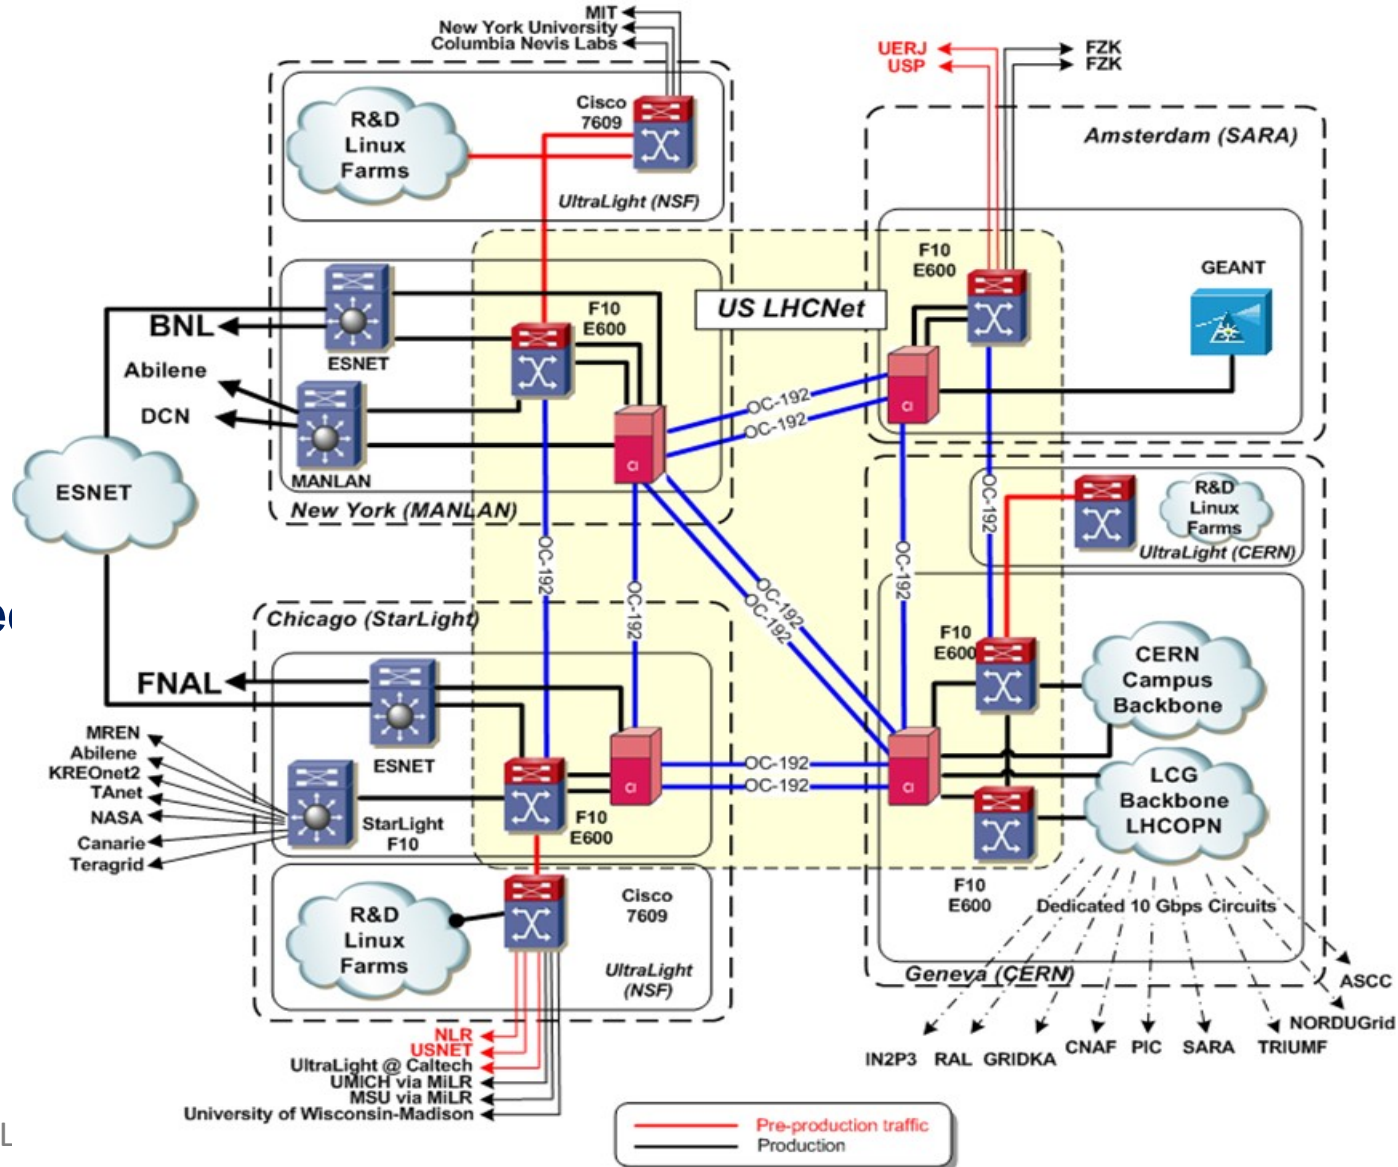 MIT
New York University
Columbia Nevis Labs
UERJ
USP
FZK
FZK
R&D
Linux
Farms
Cisco
7609
UltraLight (NSF)
Amsterdam (SARA)
F10
E600
GEANT
US LHCNet
BNL
ESNET
F10
E600
Abilene
DCN
MANLAN
CI
CI
OC-192
OC-192
New York (MANLAN)
ESNET
OC-192
OC-192
OC-192
OC-192
OC-192
OC-192
R&D
Linux
Farms
UltraLight (CERN)
Chicago (StarLight)
FNAL
ESNET
F10
E600
CERN
Campus
Backbone
MREN
Abilene
KREOnet2
TAnet
NASA
Canarie
Teragrid
StarLight
F10
F10
E600
CI
OC-192
OC-192
CI
LCG
Backbone
LHCOPN
F10
E600
Dedicated 10 Gbps Circuits
Geneva (CERN)
R&D
Linux
Farms
Cisco
7609
UltraLight
(NSF)
NLR
USNET
UltraLight @ Caltech
UMICH via MiLR
MSU via MiLR
University of Wisconsin-Madison
IN2P3
RAL
GRIDKA
CNAF
PIC
SARA
TRIUMF
NORDUGrid
ASCC
Pre-production traffic
Production